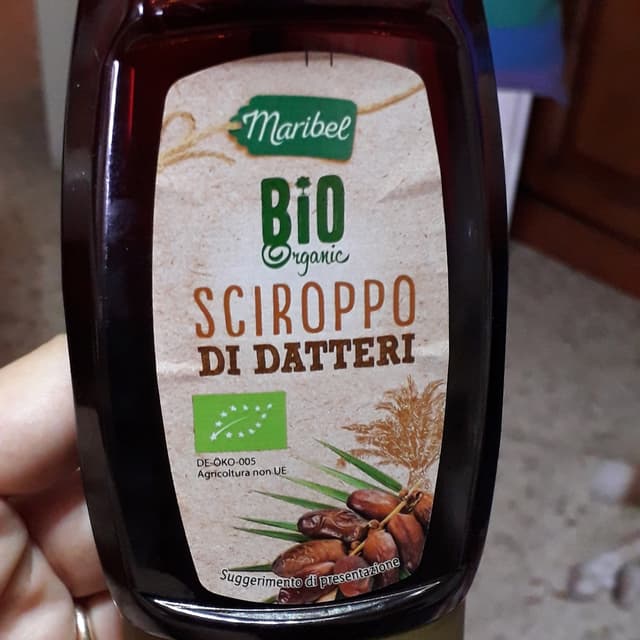 Maribel
BIO
Organic
SCIROPPO
DI DATTERI
DE-ÖKO-005
Agricoltura non UE
Suggerimento di presentazione